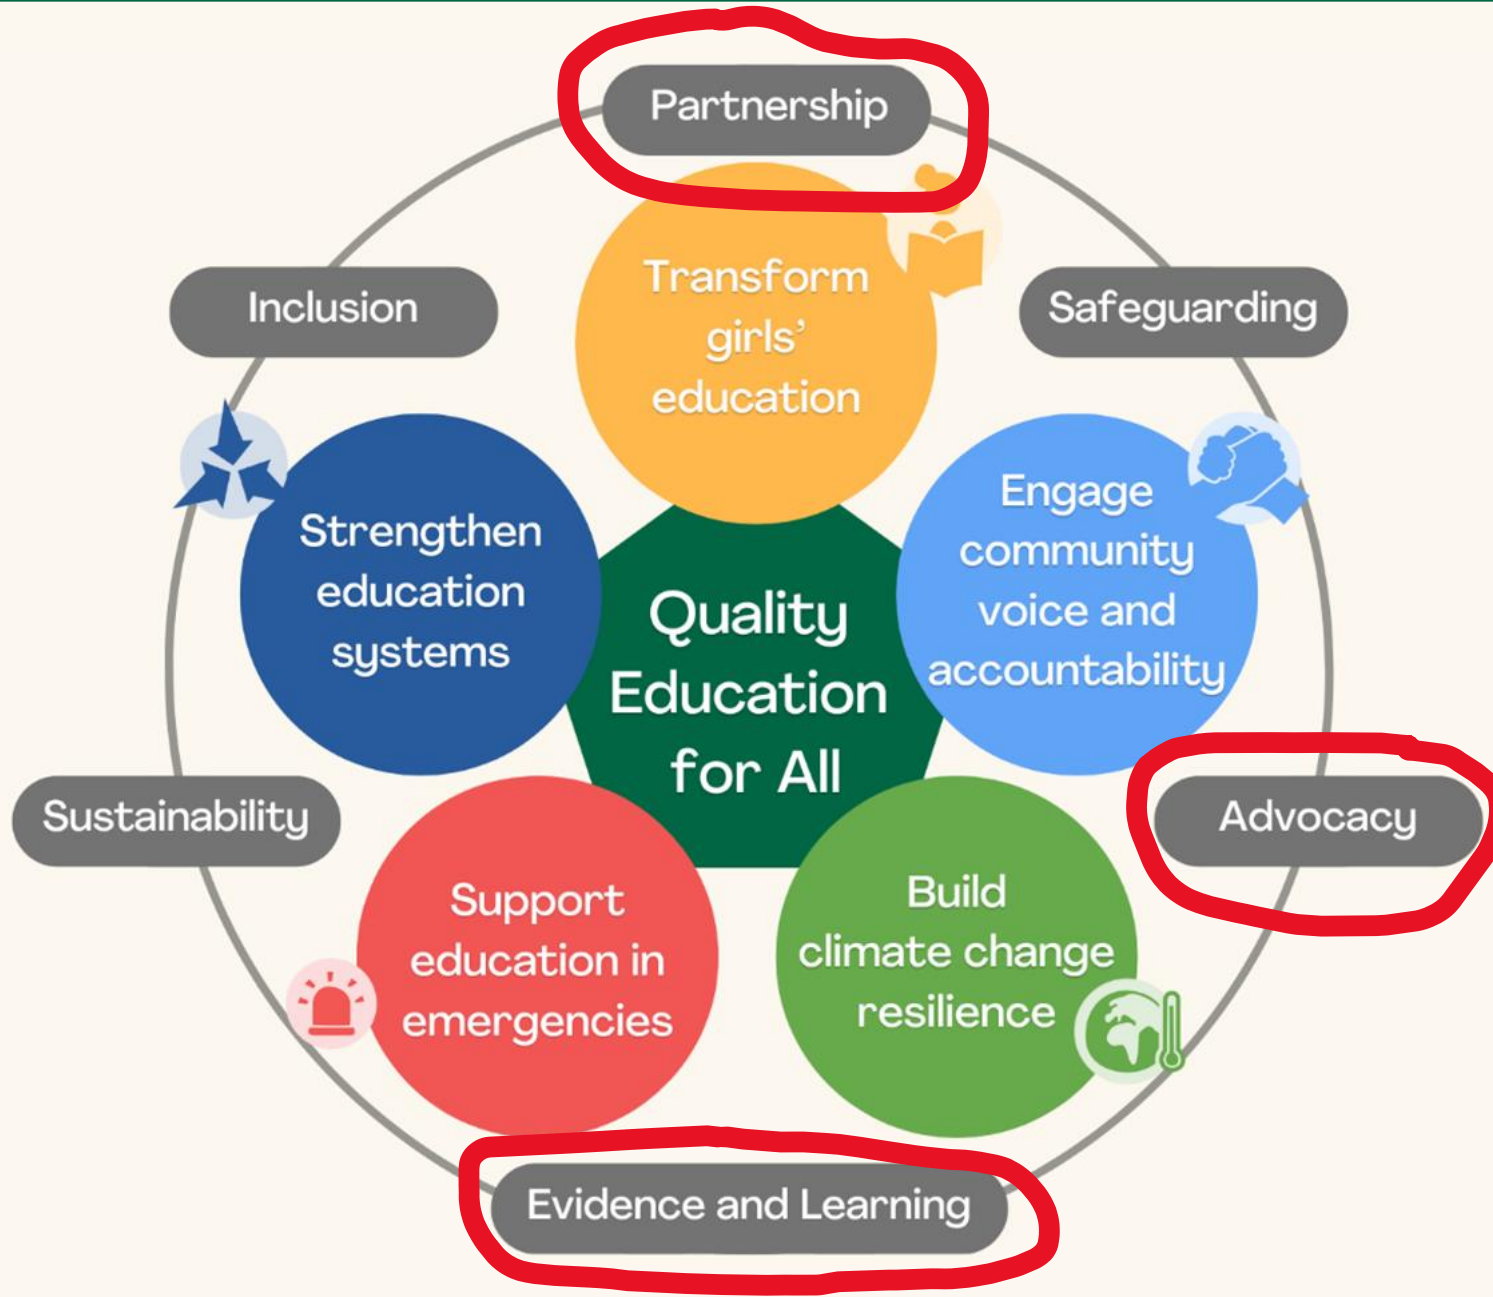 Partnership
Inclusion
Safeguarding
Transform
girls’
education
Strengthen
education
systems
Engage
community
voice and
accountability
Quality
Education
for All
Sustainability
Advocacy
Support
education in
emergencies
Build
climate change
resilience
Evidence and Learning